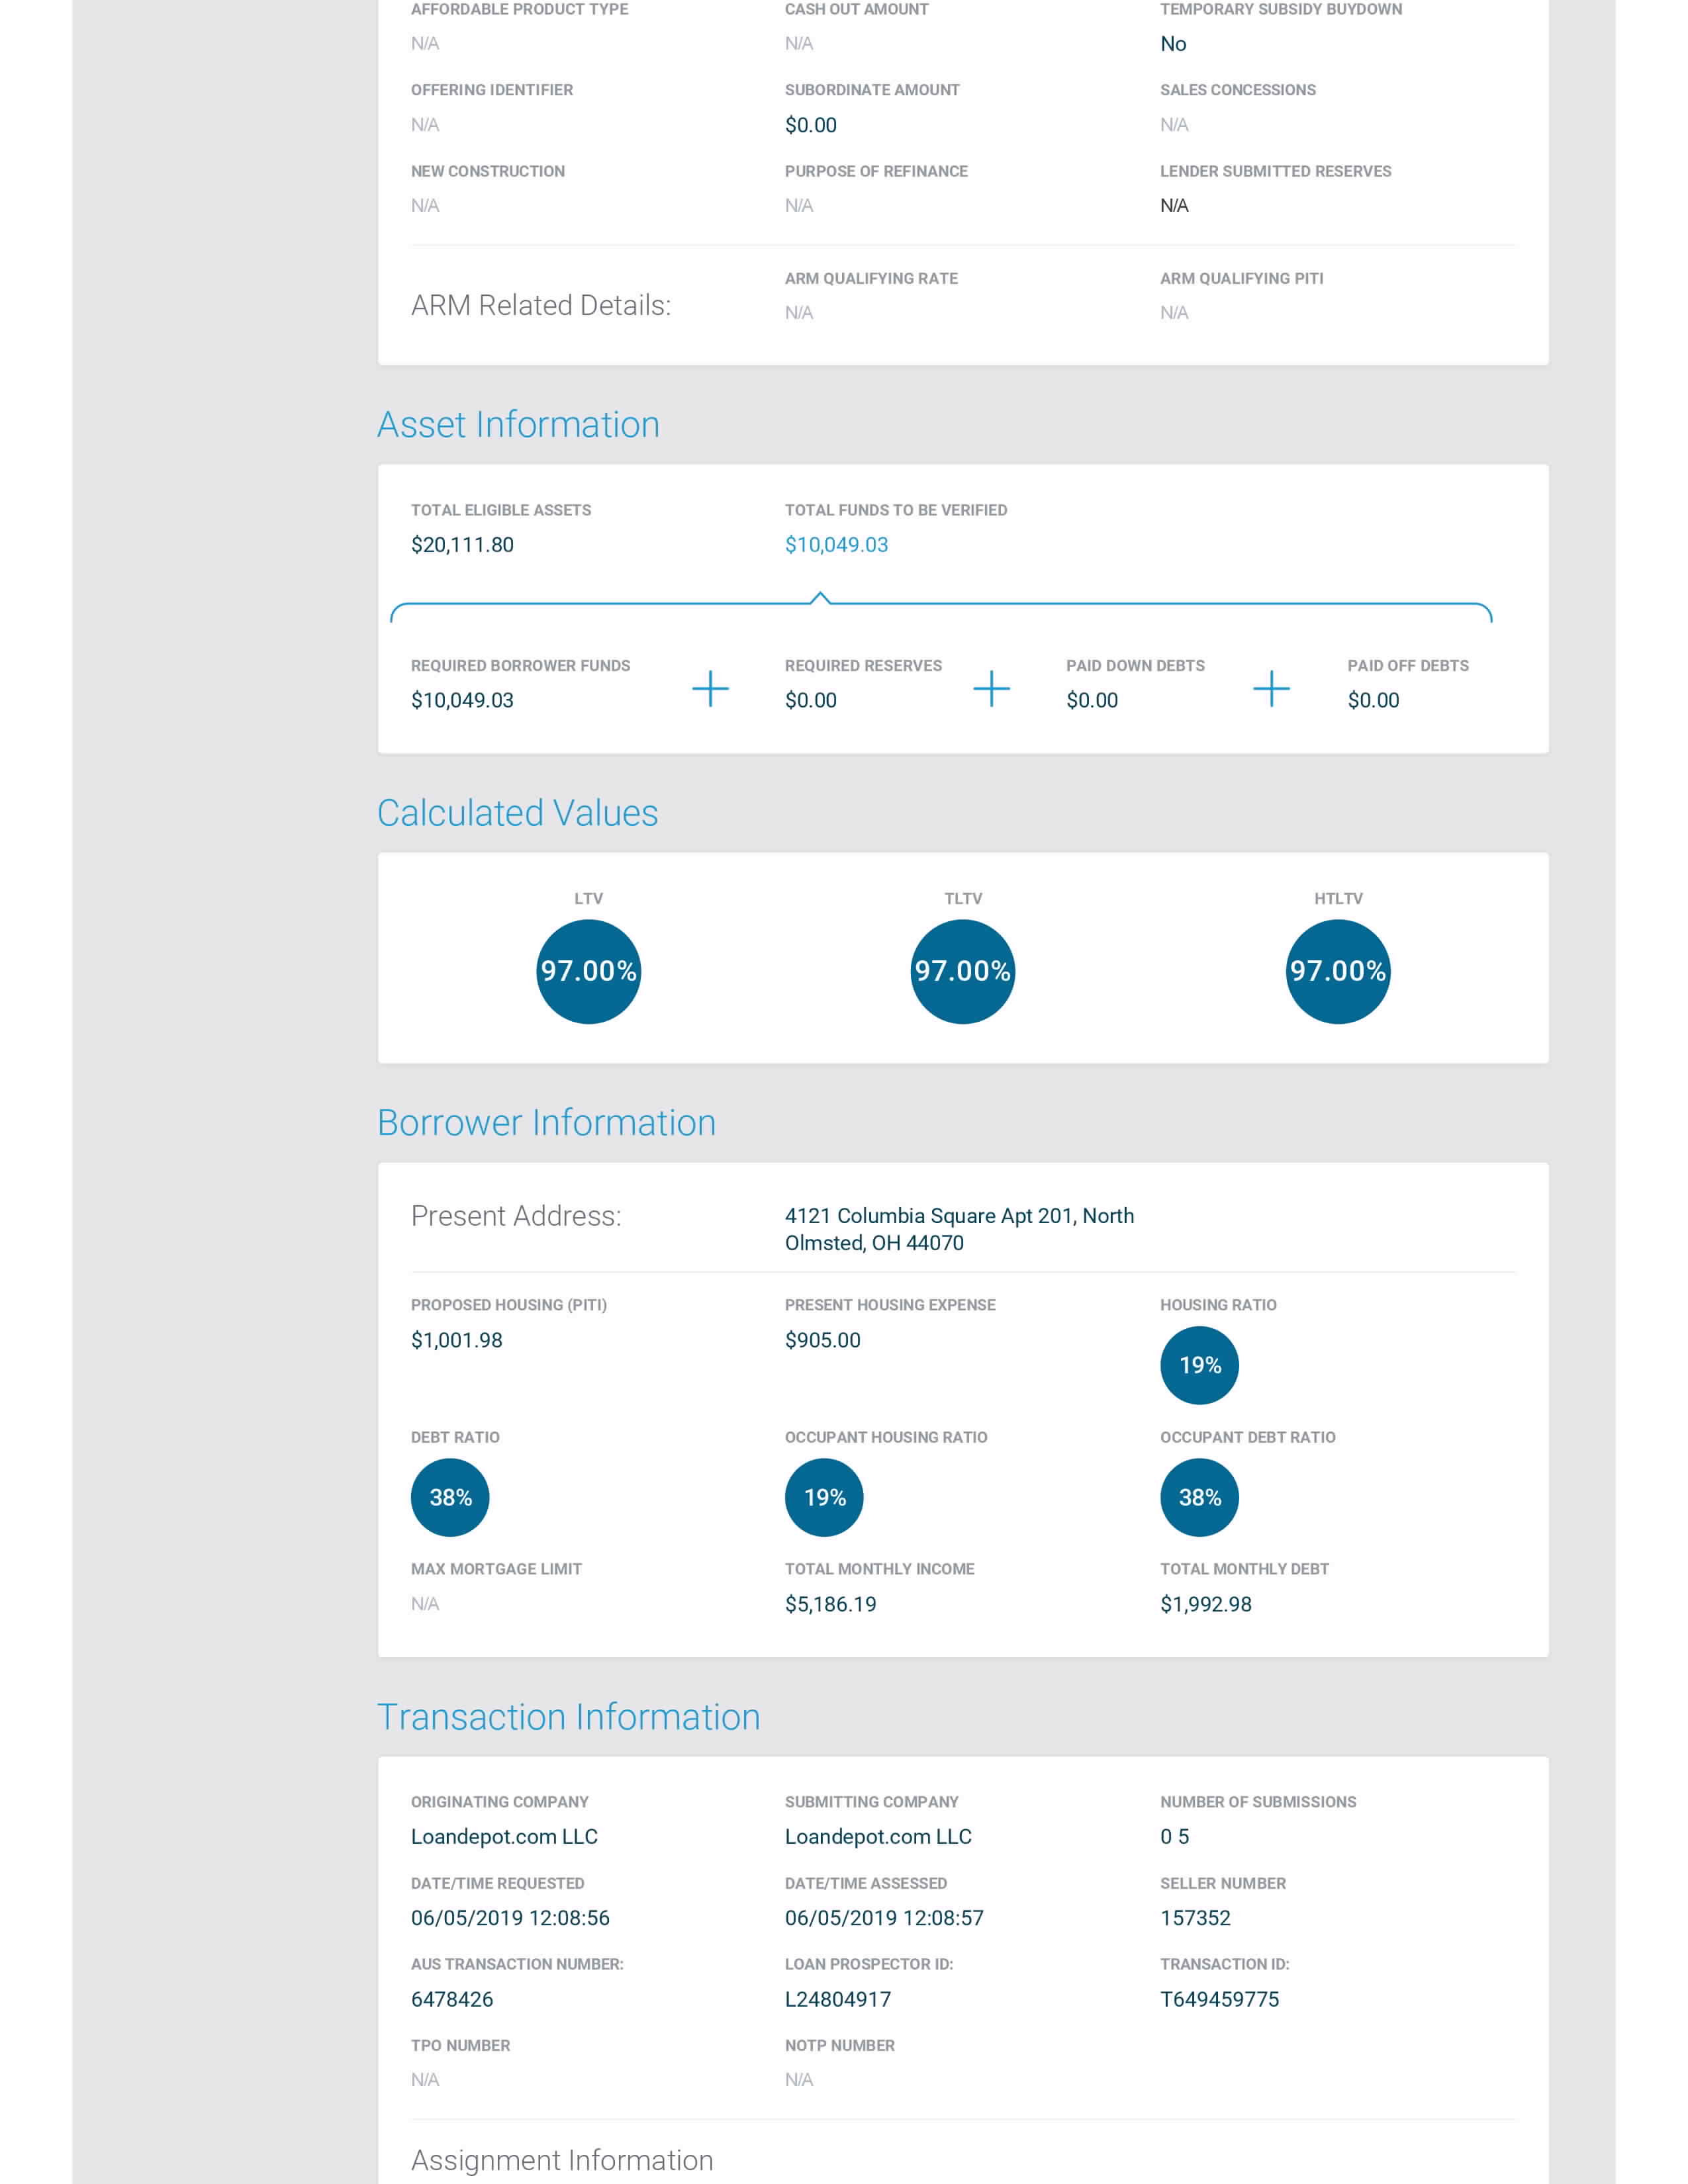 AFFORDABLE PRODUCT TYPE CASH OUT AMOUNT TEMPORARY SUBSIDY BUYDOWN
N/A N/A No
OFFERING IDENTIFIER SUBORDINATE AMOUNT SALES CONCESSIONS
N/A $0.00 N/A
NEW CONSTRUCTION PURPOSE OF REFINANCE LENDER SUBMITTED RESERVES
N/A N/A N/A
ARM Related Details: ARM QUALIFYING RATE ARM QUALIFYING PITI
N/A N/A
Asset Information
TOTAL ELIGIBLE ASSETS TOTAL FUNDS TO BE VERIFIED
$20,111.80 $10,049.03
REQUIRED BORROWER FUNDS + REQUIRED RESERVES + PAID DOWN DEBTS + PAID OFF DEBTS
$10,049.03 $0.00 $0.00 $0.00
Calculated Values
LTV TLTV HTLTV
97.00% 97.00% 97.00%
Borrower Information
Present Address: 4121 Columbia Square Apt 201, North
Olmsted, OH 44070
PROPOSED HOUSING (PITI) PRESENT HOUSING EXPENSE HOUSING RATIO
$1,001.98 $905.00 19%
DEBT RATIO OCCUPANT HOUSING RATIO OCCUPANT DEBT RATIO
38% 19% 38%
MAX MORTGAGE LIMIT TOTAL MONTHLY INCOME TOTAL MONTHLY DEBT
N/A $5,186.19 $1,992.98
Transaction Information
ORIGINATING COMPANY SUBMITTING COMPANY NUMBER OF SUBMISSIONS
Loandepot.com LLC Loandepot.com LLC 0 5
DATE/TIME REQUESTED DATE/TIME ASSESSED SELLER NUMBER
06/05/2019 12:08:56 06/05/2019 12:08:57 157352
AUS TRANSACTION NUMBER: LOAN PROSPECTOR ID: TRANSACTION ID:
6478426 L24804917 T649459775
TPO NUMBER NOTP NUMBER
N/A N/A
Assignment Information